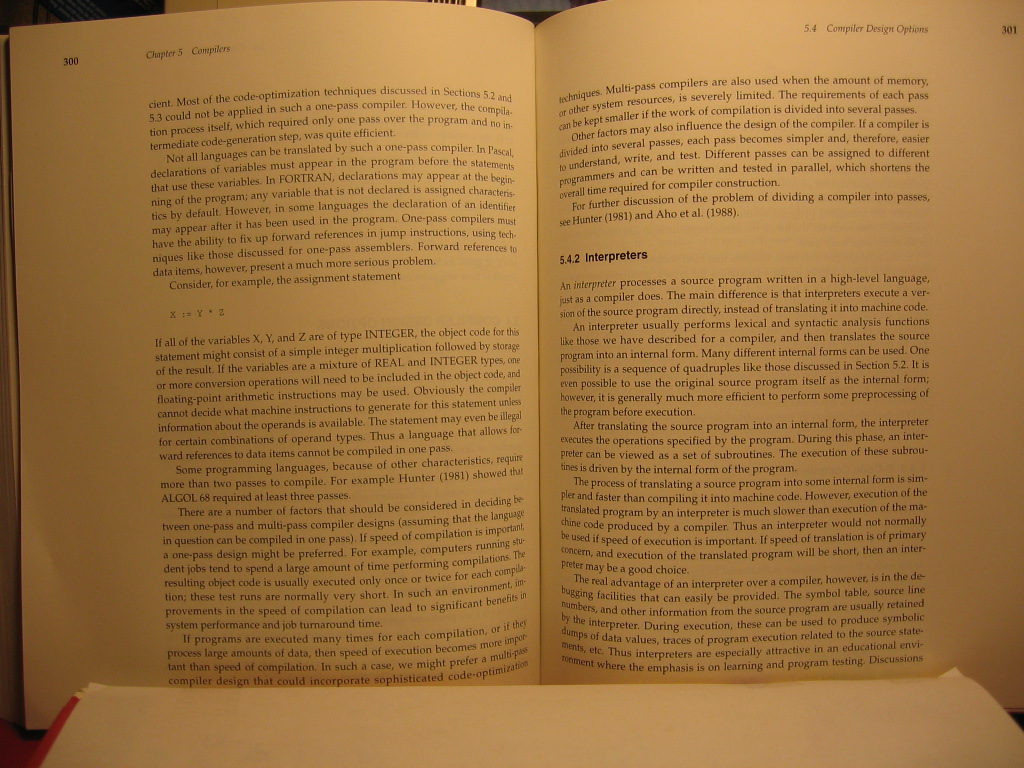 300
Chapter 5 Compilers
cient. Most of the code-optimization techniques discussed in Sections 5.2 and
5.3 could not be applied in such a one-pass compiler. However, the compila-
tion process itself, which required only one pass over the program and no in-
termediate code-generation step, was quite efficient.
Not all languages can be translated by such a one-pass compiler. In Pascal,
declarations of variables must appear in the program before the statements
that use these variables. In FORTRAN, declarations may appear at the begin-
ning of the program; any variable that is not declared is assigned characteris-
tics by default. However, in some languages the declaration of an identifier
may appear after it has been used in the program. One-pass compilers must
have the ability to fix up forward references in jump instructions, using tech-
niques like those discussed for one-pass assemblers. Forward references to
data items, however, present a much more serious problem.
Consider, for example, the assignment statement
X := Y * Z
If all of the variables X, Y, and Z are of type INTEGER, the object code for this
statement might consist of a simple integer multiplication followed by storage
of the result. If the variables are a mixture of REAL and INTEGER types, one
or more conversion operations will need to be included in the object code, and
floating-point arithmetic instructions may be used. Obviously the compiler
cannot decide what machine instructions to generate for this statement unless
information about the operands is available. The statement may even be illegal
for certain combinations of operand types. Thus a language that allows for-
ward references to data items cannot be compiled in one pass.
Some programming languages, because of other characteristics, require
more than two passes to compile. For example Hunter (1981) showed that
ALGOL 68 required at least three passes.
There are a number of factors that should be considered in deciding be-
tween one-pass and multi-pass compiler designs (assuming that the language
in question can be compiled in one pass). If speed of compilation is important,
a one-pass design might be preferred. For example, computers running stu-
dent jobs tend to spend a large amount of time performing compilations. The
resulting object code is usually executed only once or twice for each compila-
tion; these test runs are normally very short. In such an environment, im-
provements in the speed of compilation can lead to significant benefits in
system performance and job turnaround time.
If programs are executed many times for each compilation, or if they
process large amounts of data, then speed of execution becomes more impor-
tant than speed of compilation. In such a case, we might prefer a multi-pass
compiler design that could incorporate sophisticated code-optimization
5.4 Compiler Design Options
301
techniques. Multi-pass compilers are also used when the amount of memory,
or other system resources, is severely limited. The requirements of each pass
can be kept smaller if the work of compilation is divided into several passes.
Other factors may also influence the design of the compiler. If a compiler is
divided into several passes, each pass becomes simpler and, therefore, easier
to understand, write, and test. Different passes can be assigned to different
programmers and can be written and tested in parallel, which shortens the
overall time required for compiler construction.
For further discussion of the problem of dividing a compiler into passes,
see Hunter (1981) and Aho et al. (1988).
5.4.2 Interpreters
An interpreter processes a source program written in a high-level language,
just as a compiler does. The main difference is that interpreters execute a ver-
sion of the source program directly, instead of translating it into machine code.
An interpreter usually performs lexical and syntactic analysis functions
like those we have described for a compiler, and then translates the source
program into an internal form. Many different internal forms can be used. One
possibility is a sequence of quadruples like those discussed in Section 5.2. It is
even possible to use the original source program itself as the internal form;
however, it is generally much more efficient to perform some preprocessing of
the program before execution.
After translating the source program into an internal form, the interpreter
executes the operations specified by the program. During this phase, an inter-
preter can be viewed as a set of subroutines. The execution of these subrou-
tines is driven by the internal form of the program.
The process of translating a source program into some internal form is sim-
pler and faster than compiling it into machine code. However, execution of the
translated program by an interpreter is much slower than execution of the ma-
chine code produced by a compiler. Thus an interpreter would not normally
be used if speed of execution is important. If speed of translation is of primary
concern, and execution of the translated program will be short, then an inter-
preter may be a good choice.
The real advantage of an interpreter over a compiler, however, is in the de-
bugging facilities that can easily be provided. The symbol table, source line
numbers, and other information from the source program are usually retained
by the interpreter. During execution, these can be used to produce symbolic
dumps of data values, traces of program execution related to the source state-
ments, etc. Thus interpreters are especially attractive in an educational envi-
ronment where the emphasis is on learning and program testing. Discussions